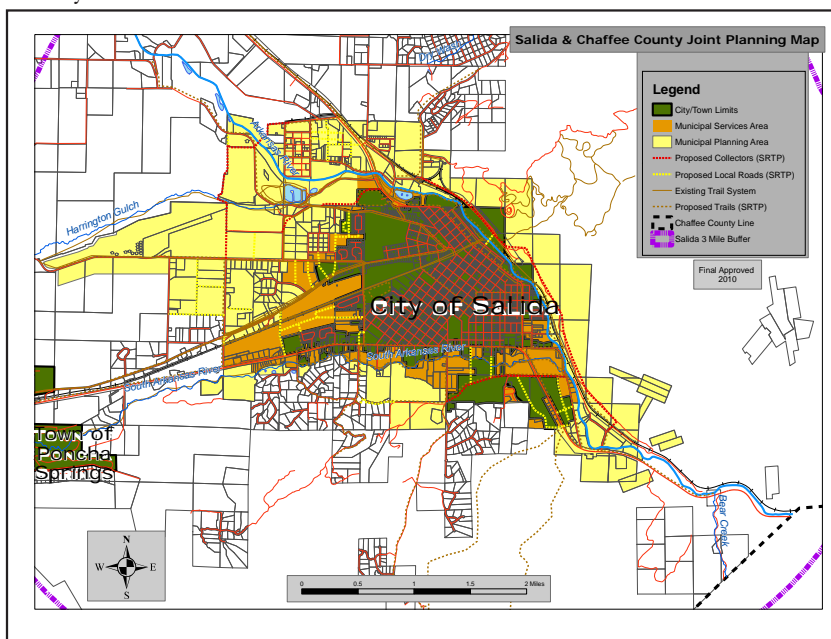 Salida & Chaffee County Joint Planning Map
Legend
City/Town Limits
Municipal Services Area
Municipal Planning Area
Proposed Collectors (SRTP)
Proposed Local Roads (SRTP)
Existing Trail System
Proposed Trails (SRTP)
Chaffee County Line
Salida 3 Mile Buffer
Final Approved
2010
Arkansas River
Harrington Gulch
City of Salida
South Arkansas River
South Arkansas River
Town of
Poncha
Springs
Bear Creek
N
W E
S
0 0.5 1 1.5 2 Miles